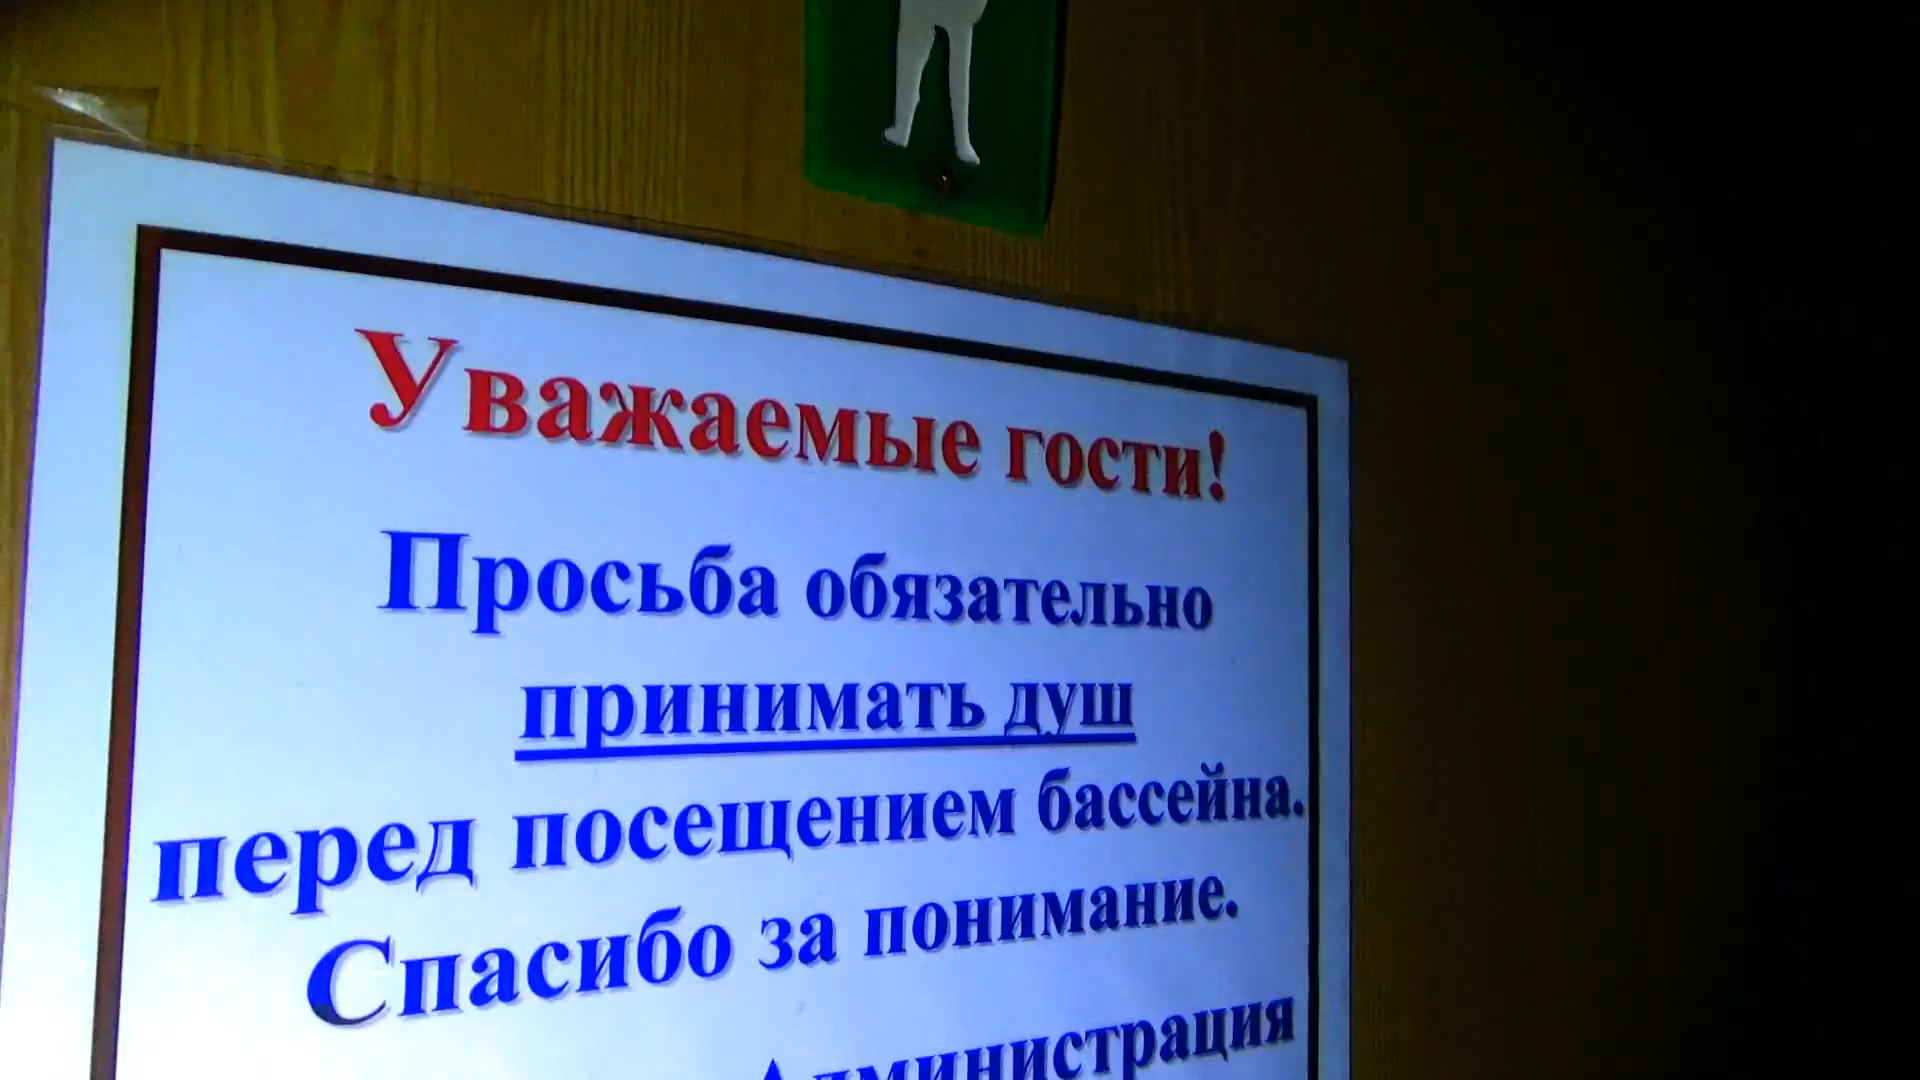 Уважаемые гости!
Просьба обязательно
принимать душ
перед посещением бассейна.
Спасибо за понимание.
Администрация